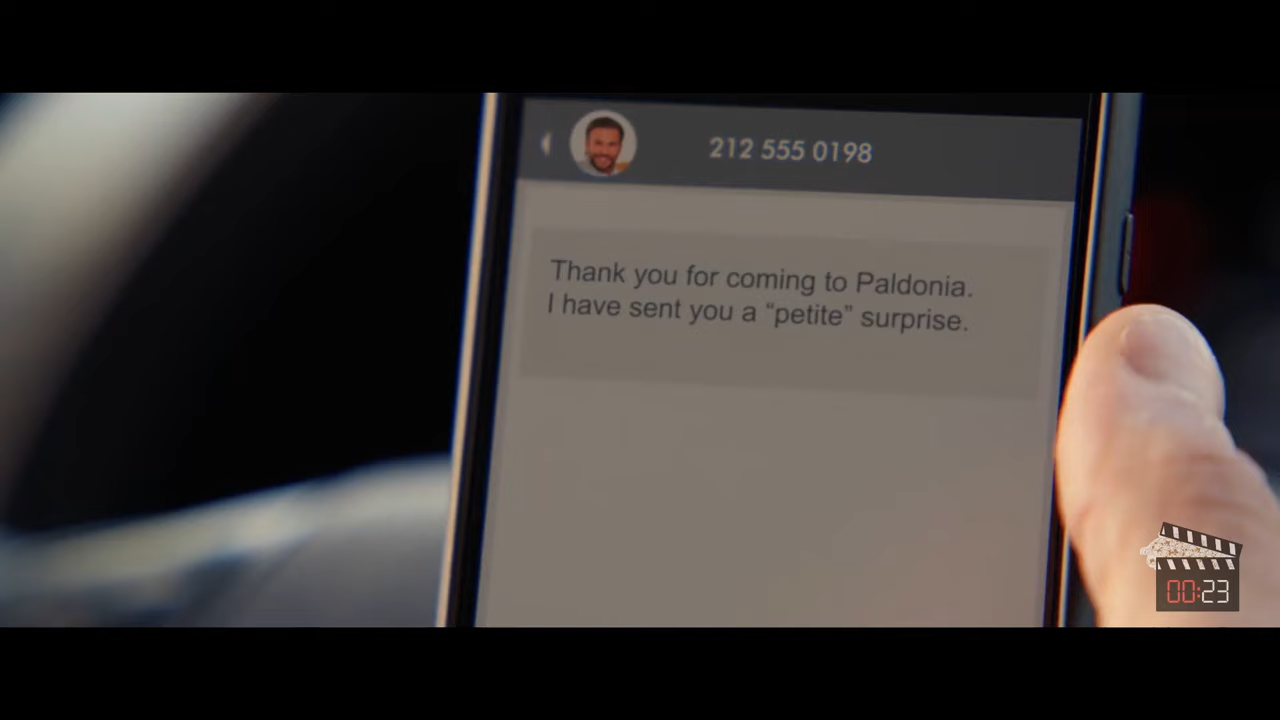 212 555 0198
Thank you for coming to Paldonia.
I have sent you a “petite” surprise.
00:23